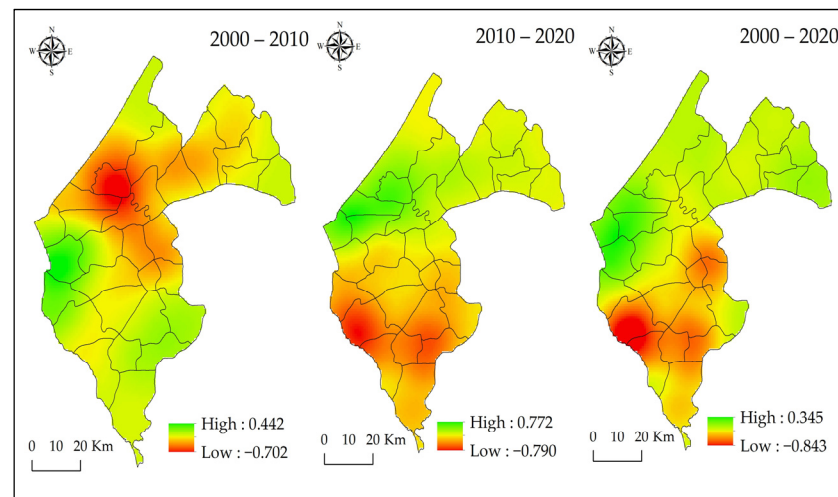 2000 – 2010
N
W E
S
High : 0.442
Low : −0.702
0 10 20 Km
2010 – 2020
N
W E
S
High : 0.772
Low : −0.790
0 10 20 Km
2000 – 2020
N
W E
S
High : 0.345
Low : −0.843
0 10 20 Km